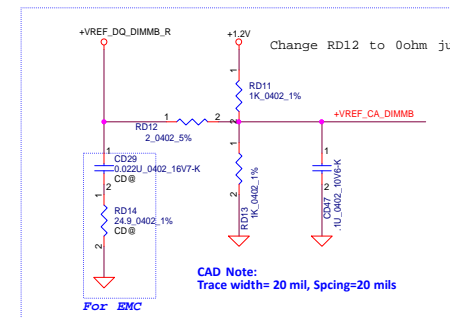 +VREF_DQ_DIMMB_R
+1.2V
Change RD12 to 0ohm ju
1
RD11
1K_0402_1%
2
+VREF_CA_DIMMB
1
2
RD12
2_0402_5%
1
CD29
0.022U_0402_16V7-K
CD@
2
1
RD14
24.9_0402_1%
CD@
2
1
RD13
1K_0402_1%
2
1
CD47
.1U_0402_10V6-K
2
CAD Note:
Trace width= 20 mil, Spcing=20 mils
For EMC